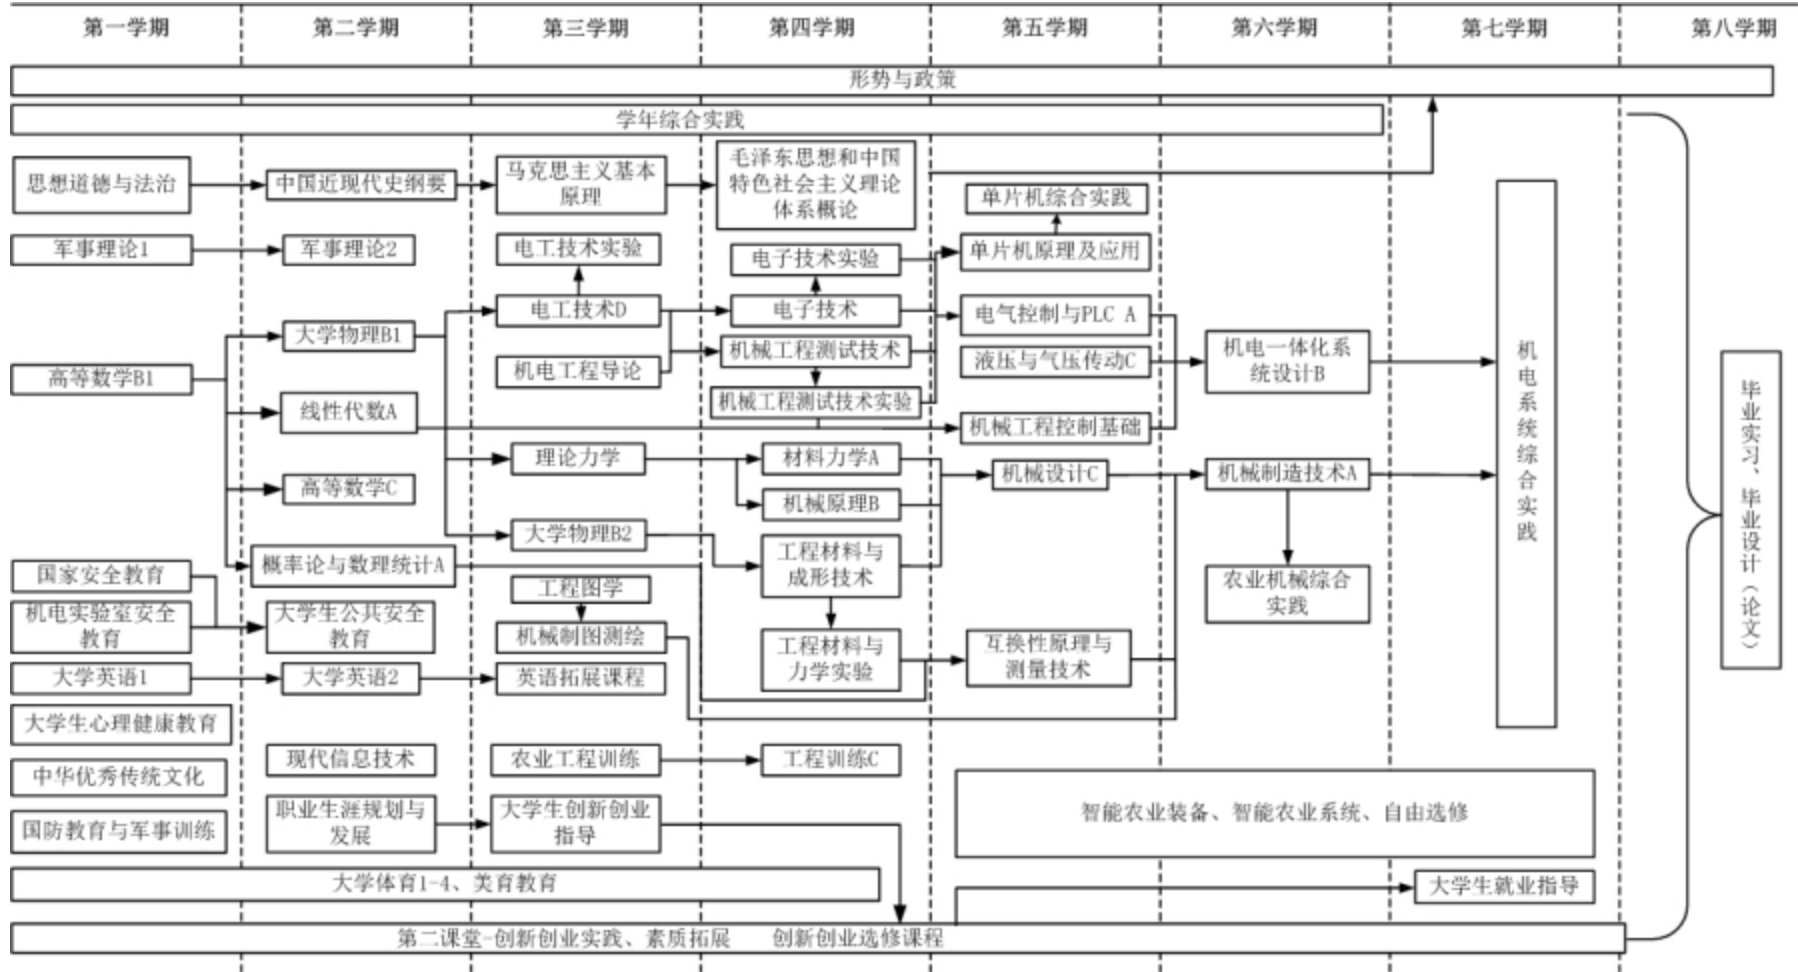 第一学期
第二学期
第三学期
第四学期
第五学期
第六学期
第七学期
第八学期
形势与政策
学年综合实践
思想道德与法治
中国近现代史纲要
马克思主义基本
原理
毛泽东思想和中国
特色社会主义理论
体系概论
单片机综合实践
军事理论1
军事理论2
电工技术实验
电子技术实验
单片机原理及应用
大学物理B1
电工技术D
电子技术
电气控制与PLC A
高等数学B1
机电工程导论
机械工程测试技术
液压与气压传动C
机电一体化系
统设计B
机电系统综合实践
线性代数A
机械工程测试技术实验
机械工程控制基础
高等数学C
理论力学
材料力学A
机械设计C
机械制造技术A
机械原理B
大学物理B2
概率论与数理统计A
工程材料与
成形技术
农业机械综合
实践
国家安全教育
工程图学
机电实验室安全
教育
大学生公共安全
教育
机械制图测绘
工程材料与
力学实验
互换性原理与
测量技术
大学英语1
大学英语2
英语拓展课程
大学生心理健康教育
现代信息技术
农业工程训练
工程训练C
中华优秀传统文化
职业生涯规划与
发展
大学生创新创业
指导
国防教育与军事训练
智能农业装备、智能农业系统、自由选修
大学体育1-4、美育教育
大学生就业指导
第二课堂-创新创业实践、素质拓展 创新创业选修课程
毕业实习、毕业设计（论文）